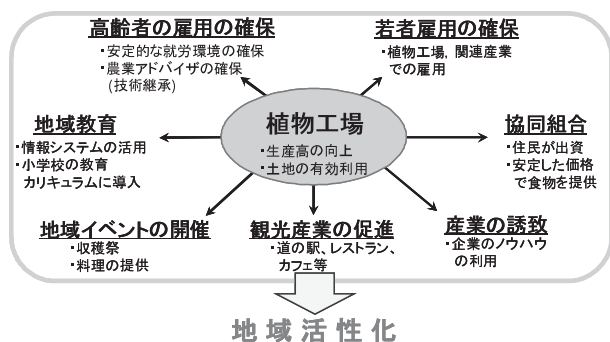 高齢者の雇用の確保
・安定的な就労環境の確保
・農業アドバイザの確保
(技術継承)
若者雇用の確保
・植物工場, 関連産業
での雇用
地域教育
・情報システムの活用
・小学校の教育
カリキュラムに導入
植物工場
・生産高の向上
・土地の有効利用
協同組合
・住民が出資
・安定した価格
で食物を提供
地域イベントの開催
・収穫祭
・料理の提供
観光産業の促進
・道の駅、レストラン、
カフェ等
産業の誘致
・企業のノウハウ
の利用
地域活性化